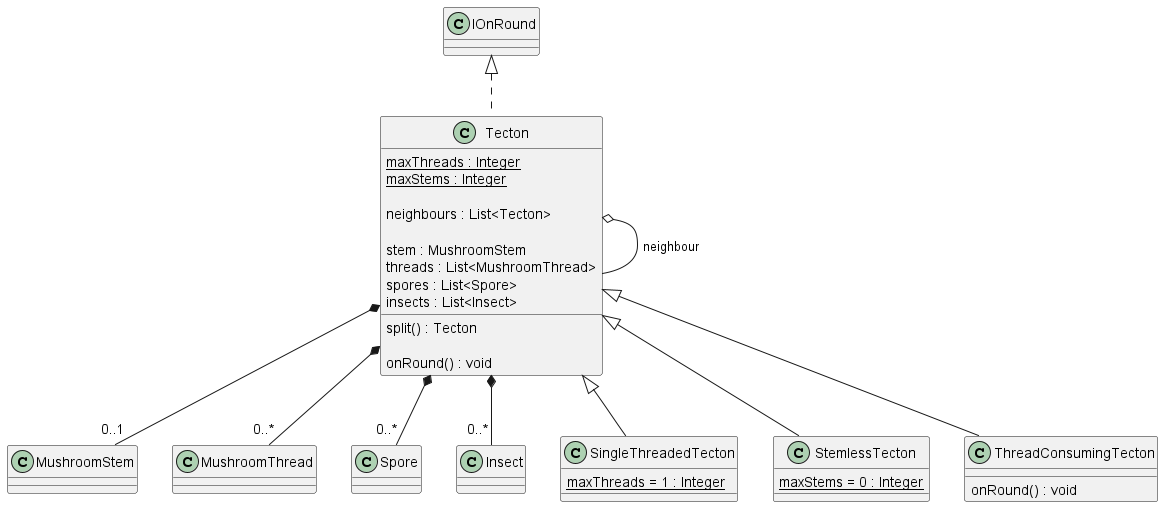 C IOnRound
C Tecton
maxThreads : Integer
maxStems : Integer
neighbours : List<Tecton>
stem : MushroomStem
threads : List<MushroomThread>
spores : List<Spore>
insects : List<Insect>
split() : Tecton
onRound() : void
neighbour
0..1
0..*
0..*
0..*
C MushroomStem
C MushroomThread
C Spore
C Insect
C SingleThreadedTecton
maxThreads = 1 : Integer
C StemlessTecton
maxStems = 0 : Integer
C ThreadConsumingTecton
onRound() : void